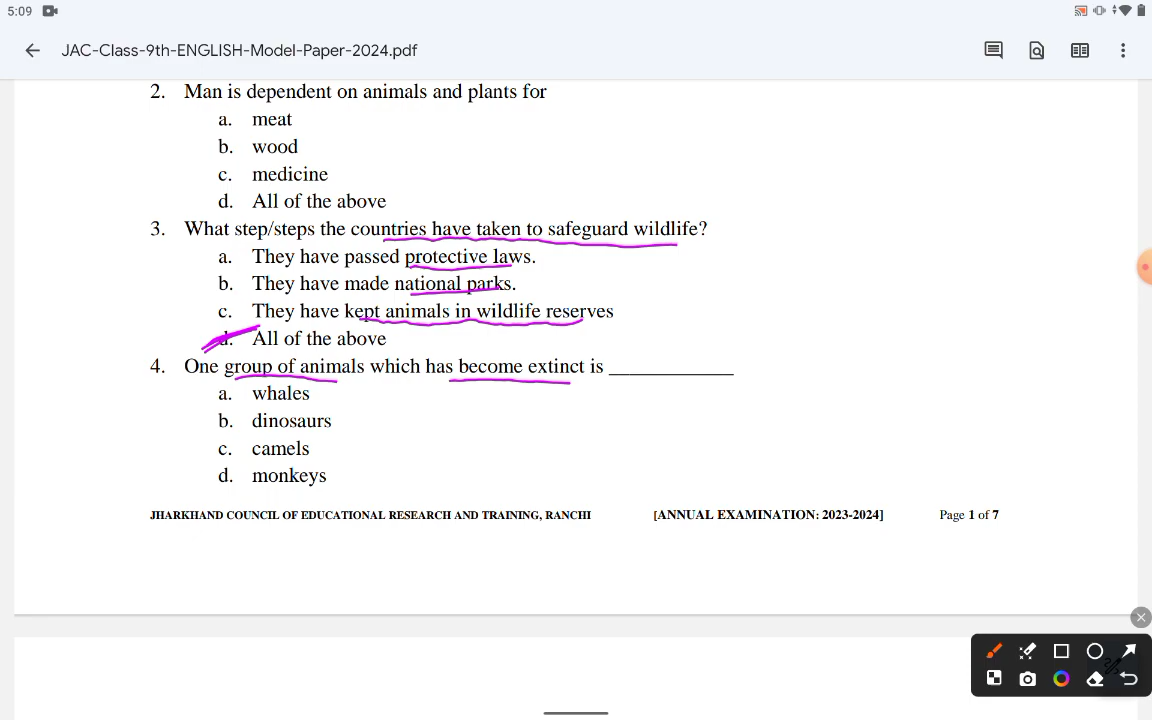 5:09
JAC-Class-9th-ENGLISH-Model-Paper-2024.pdf
2. Man is dependent on animals and plants for
a. meat
b. wood
c. medicine
d. All of the above
3. What step/steps the countries have taken to safeguard wildlife?
a. They have passed protective laws.
b. They have made national parks.
c. They have kept animals in wildlife reserves
d. All of the above
4. One group of animals which has become extinct is ____________
a. whales
b. dinosaurs
c. camels
d. monkeys
JHARKHAND COUNCIL OF EDUCATIONAL RESEARCH AND TRAINING, RANCHI [ANNUAL EXAMINATION: 2023-2024] Page 1 of 7